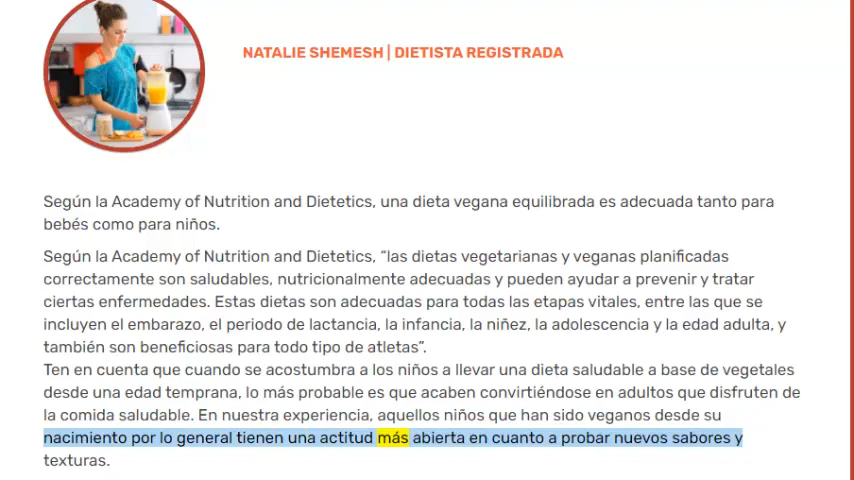 NATALIE SHEMESH | DIETISTA REGISTRADA
Según la Academy of Nutrition and Dietetics, una dieta vegana equilibrada es adecuada tanto para
bebés como para niños.
Según la Academy of Nutrition and Dietetics, “las dietas vegetarianas y veganas planificadas
correctamente son saludables, nutricionalmente adecuadas y pueden ayudar a prevenir y tratar
ciertas enfermedades. Estas dietas son adecuadas para todas las etapas vitales, entre las que se
incluyen el embarazo, el periodo de lactancia, la infancia, la niñez, la adolescencia y la edad adulta, y
también son beneficiosas para todo tipo de atletas”.
Ten en cuenta que cuando se acostumbra a los niños a llevar una dieta saludable a base de vegetales
desde una edad temprana, lo más probable es que acaben convirtiéndose en adultos que disfruten de
la comida saludable. En nuestra experiencia, aquellos niños que han sido veganos desde su
nacimiento por lo general tienen una actitud más abierta en cuanto a probar nuevos sabores y
texturas.